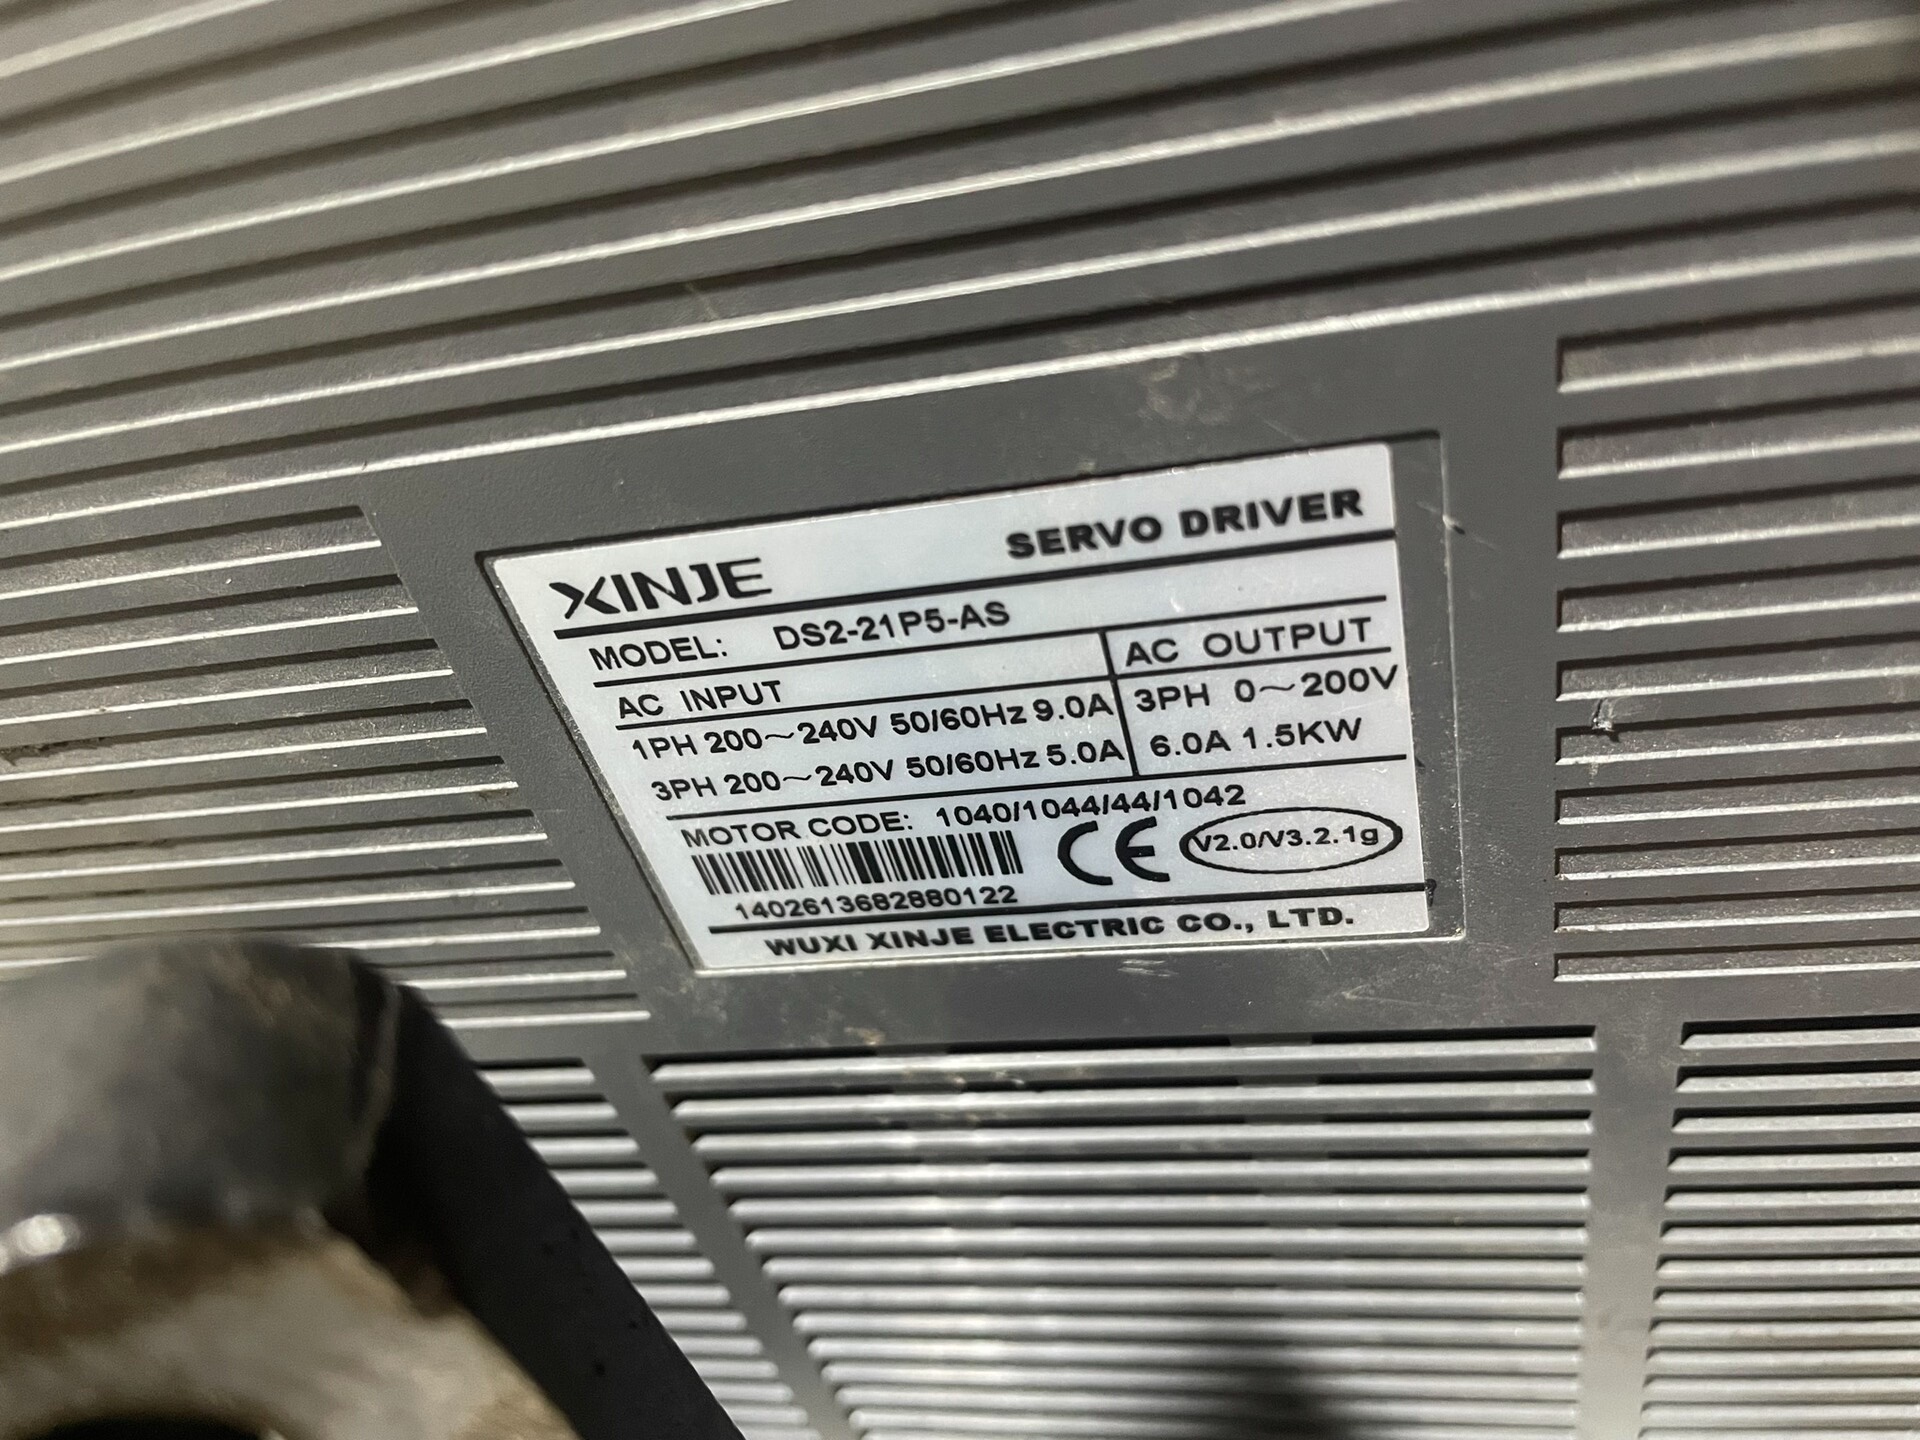 XINJE SERVO DRIVER
MODEL: DS2-21P5-AS
AC INPUT AC OUTPUT
1PH 200～240V 50/60Hz 9.0A 3PH 0～200V
3PH 200～240V 50/60Hz 5.0A 6.0A 1.5KW
MOTOR CODE: 1040/1044/44/1042
CE V2.0/V3.2.1g
1402613682880122
WUXI XINJE ELECTRIC CO., LTD.